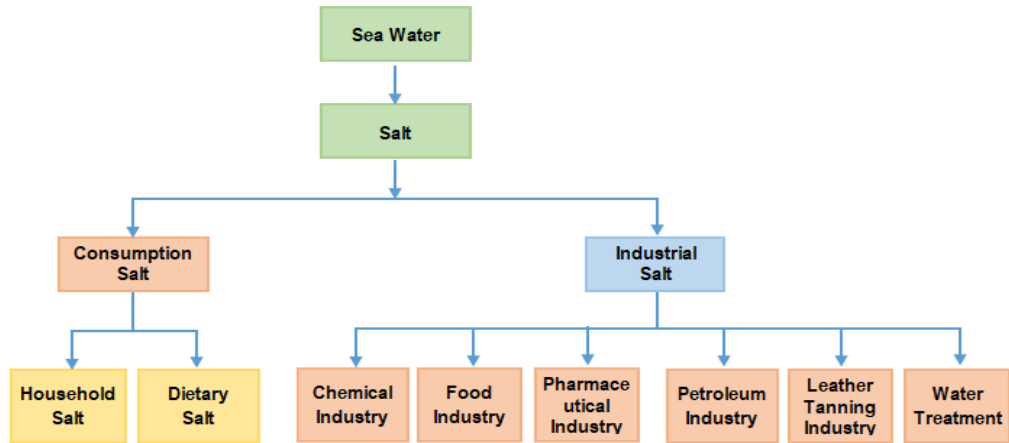 Sea Water
Salt
Consumption
Salt
Industrial
Salt
Household
Salt
Dietary
Salt
Chemical
Industry
Food
Industry
Pharmace
utical Industry
Petroleum
Industry
Leather
Tanning
Industry
Water
Treatment